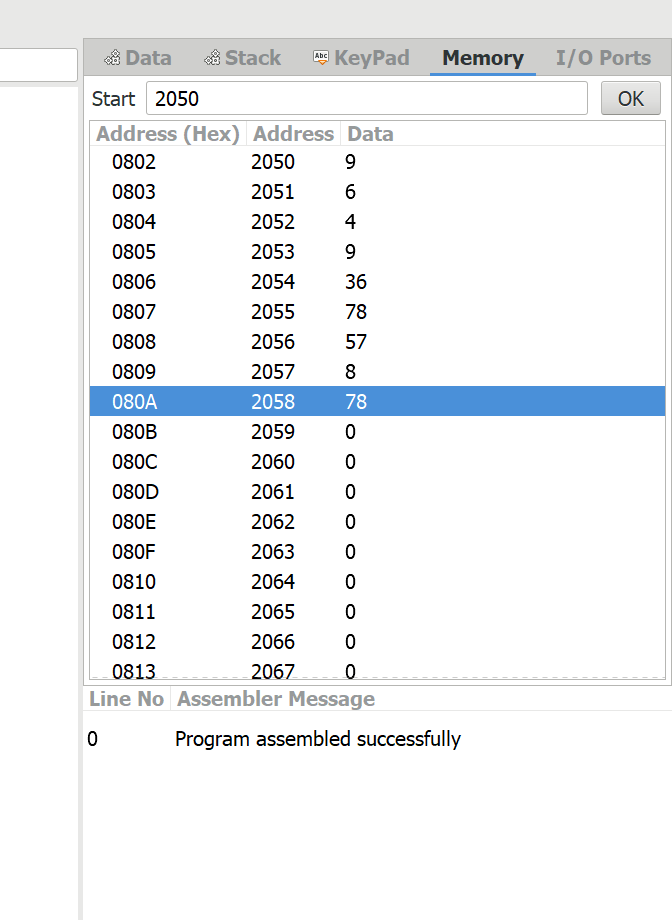 Data Stack KeyPad Memory I/O Ports
Start 2050 OK
Address (Hex) Address Data
0802 2050 9
0803 2051 6
0804 2052 4
0805 2053 9
0806 2054 36
0807 2055 78
0808 2056 57
0809 2057 8
080A 2058 78
080B 2059 0
080C 2060 0
080D 2061 0
080E 2062 0
080F 2063 0
0810 2064 0
0811 2065 0
0812 2066 0
0813 2067 0
Line No Assembler Message
0 Program assembled successfully